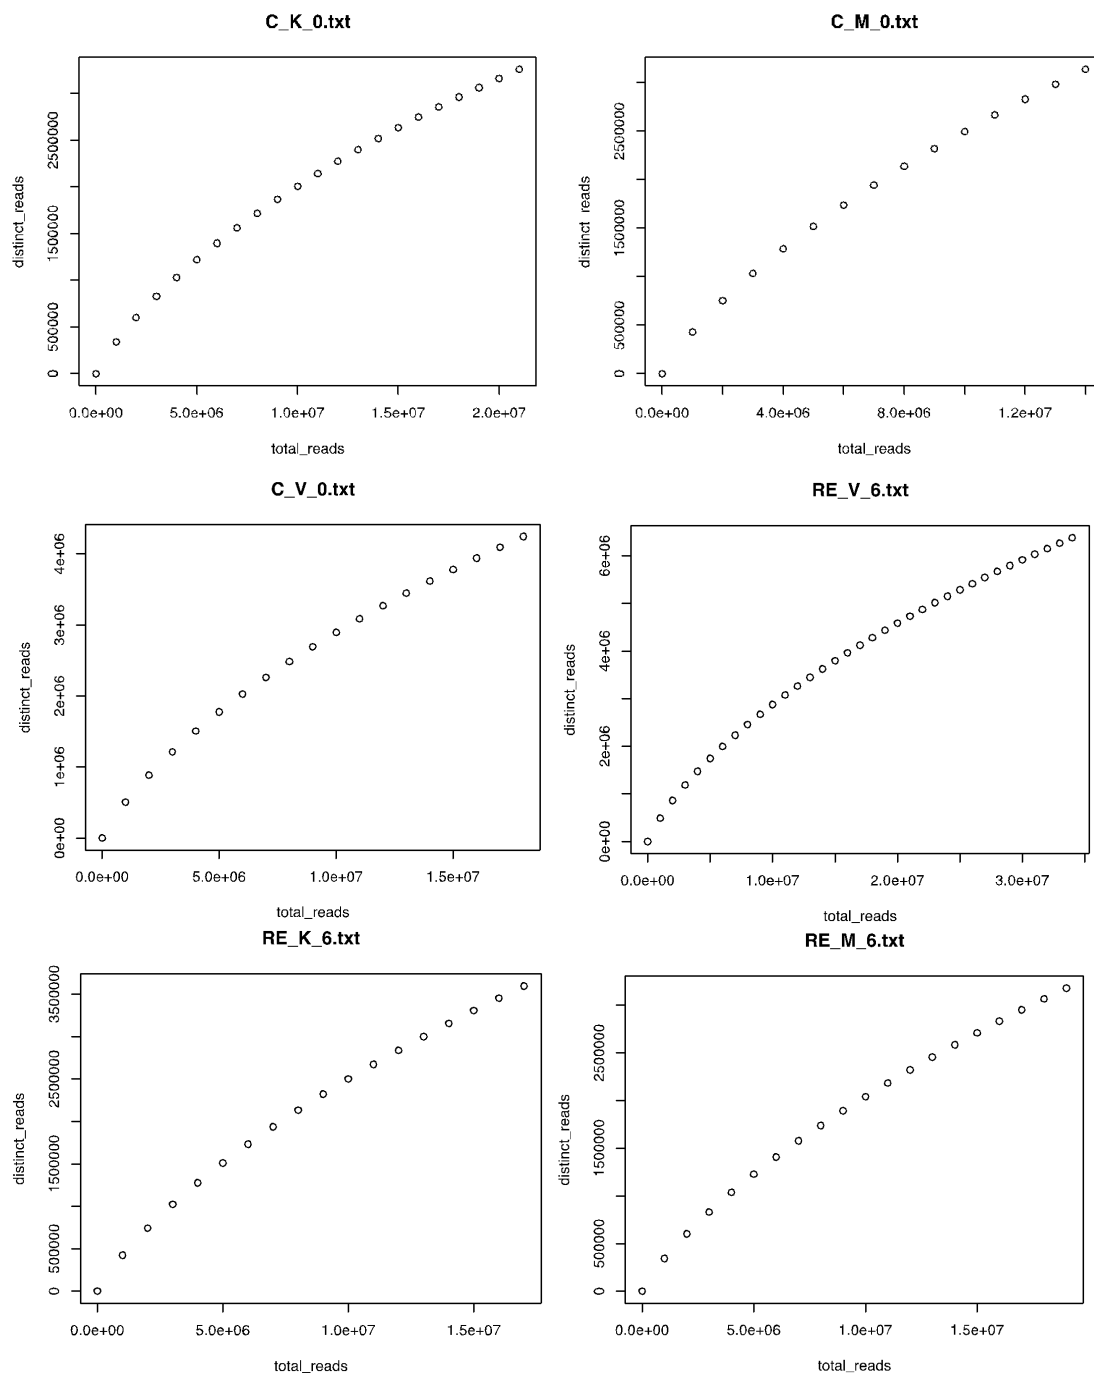 C_K_0.txt
distinct_reads
0
500000
1500000
2500000
0.0e+00 5.0e+06 1.0e+07 1.5e+07 2.0e+07
total_reads
C_M_0.txt
distinct_reads
0
500000
1500000
2500000
0.0e+00 4.0e+06 8.0e+06 1.2e+07
total_reads
C_V_0.txt
distinct_reads
0e+00
1e+06
2e+06
3e+06
4e+06
0.0e+00 5.0e+06 1.0e+07 1.5e+07
total_reads
RE_V_6.txt
distinct_reads
0e+00
2e+06
4e+06
6e+06
0.0e+00 1.0e+07 2.0e+07 3.0e+07
total_reads
RE_K_6.txt
distinct_reads
0
500000
1500000
2500000
3500000
0.0e+00 5.0e+06 1.0e+07 1.5e+07
total_reads
RE_M_6.txt
distinct_reads
0
500000
1500000
2500000
0.0e+00 5.0e+06 1.0e+07 1.5e+07
total_reads